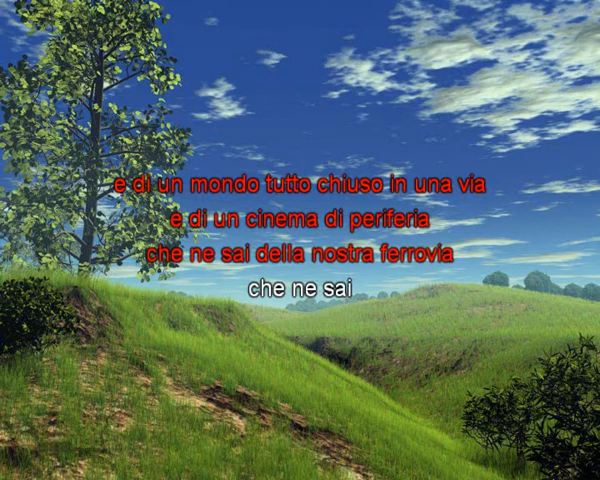 e di un mondo tutto chiuso in una via
e di un cinema di periferia
che ne sai della nostra ferrovia
che ne sai